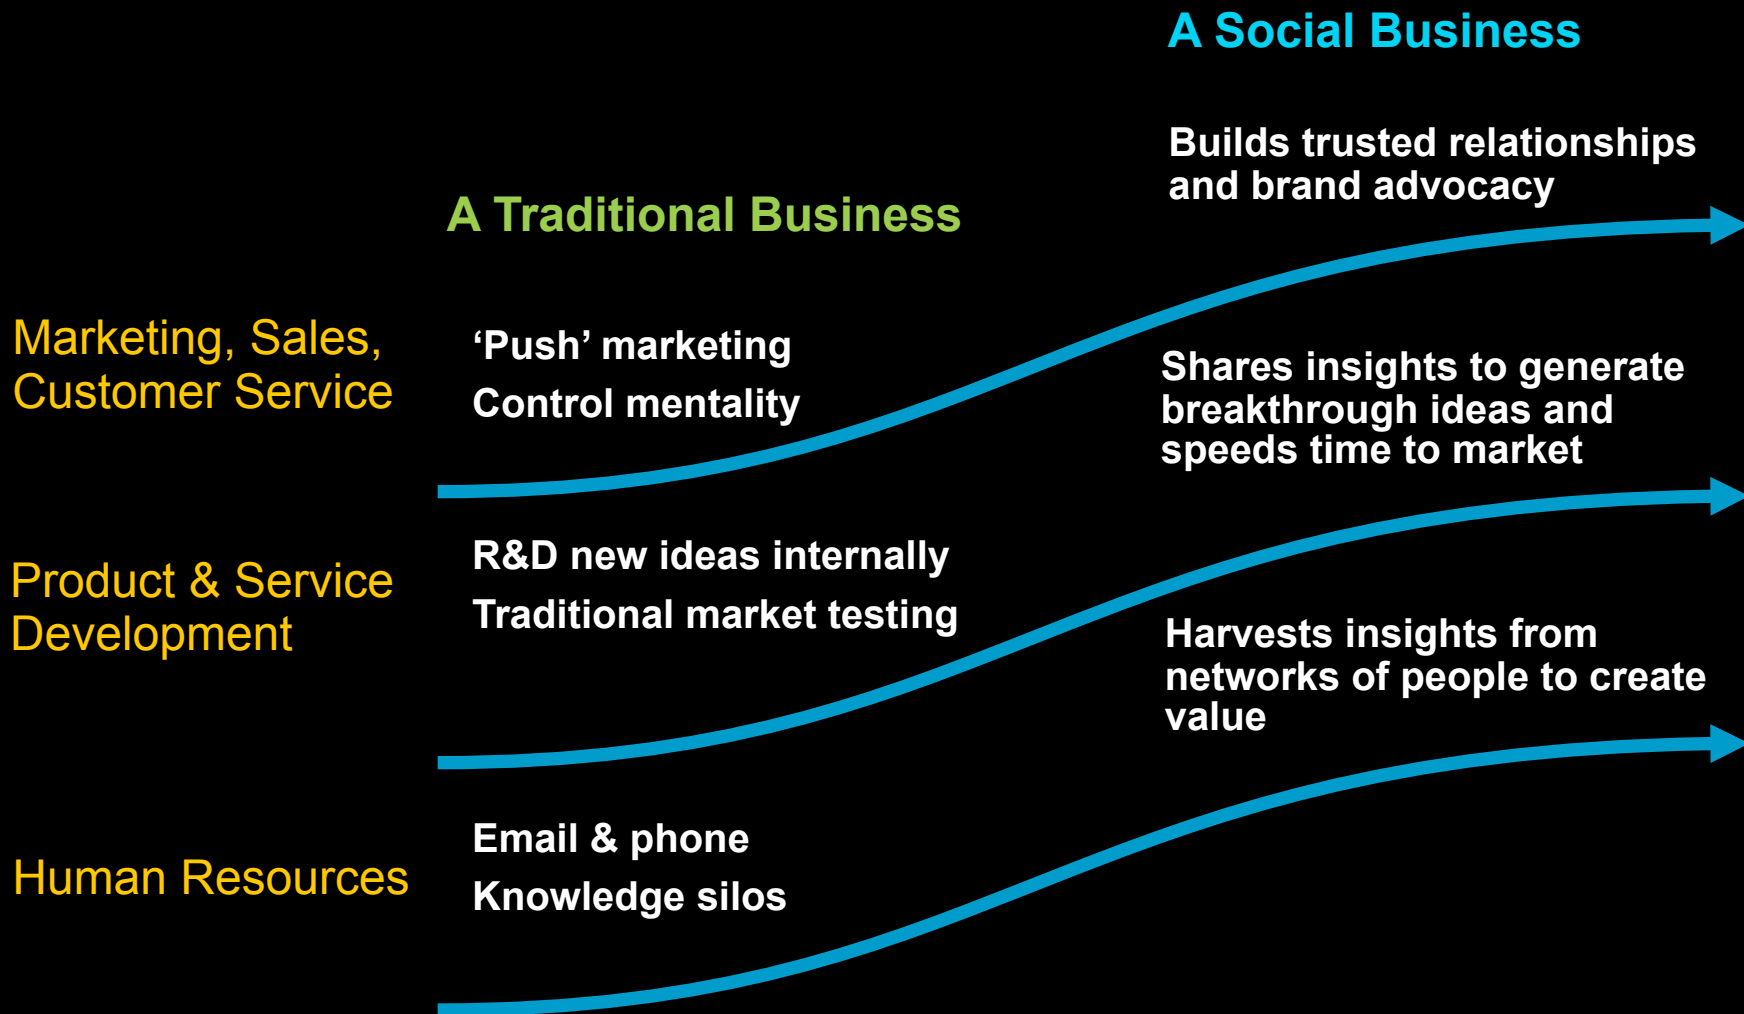 A Social Business
Builds trusted relationships
and brand advocacy
A Traditional Business
Marketing, Sales,
Customer Service
‘Push’ marketing
Control mentality
Shares insights to generate
breakthrough ideas and
speeds time to market
Product & Service
Development
R&D new ideas internally
Traditional market testing
Harvests insights from
networks of people to create
value
Human Resources
Email & phone
Knowledge silos